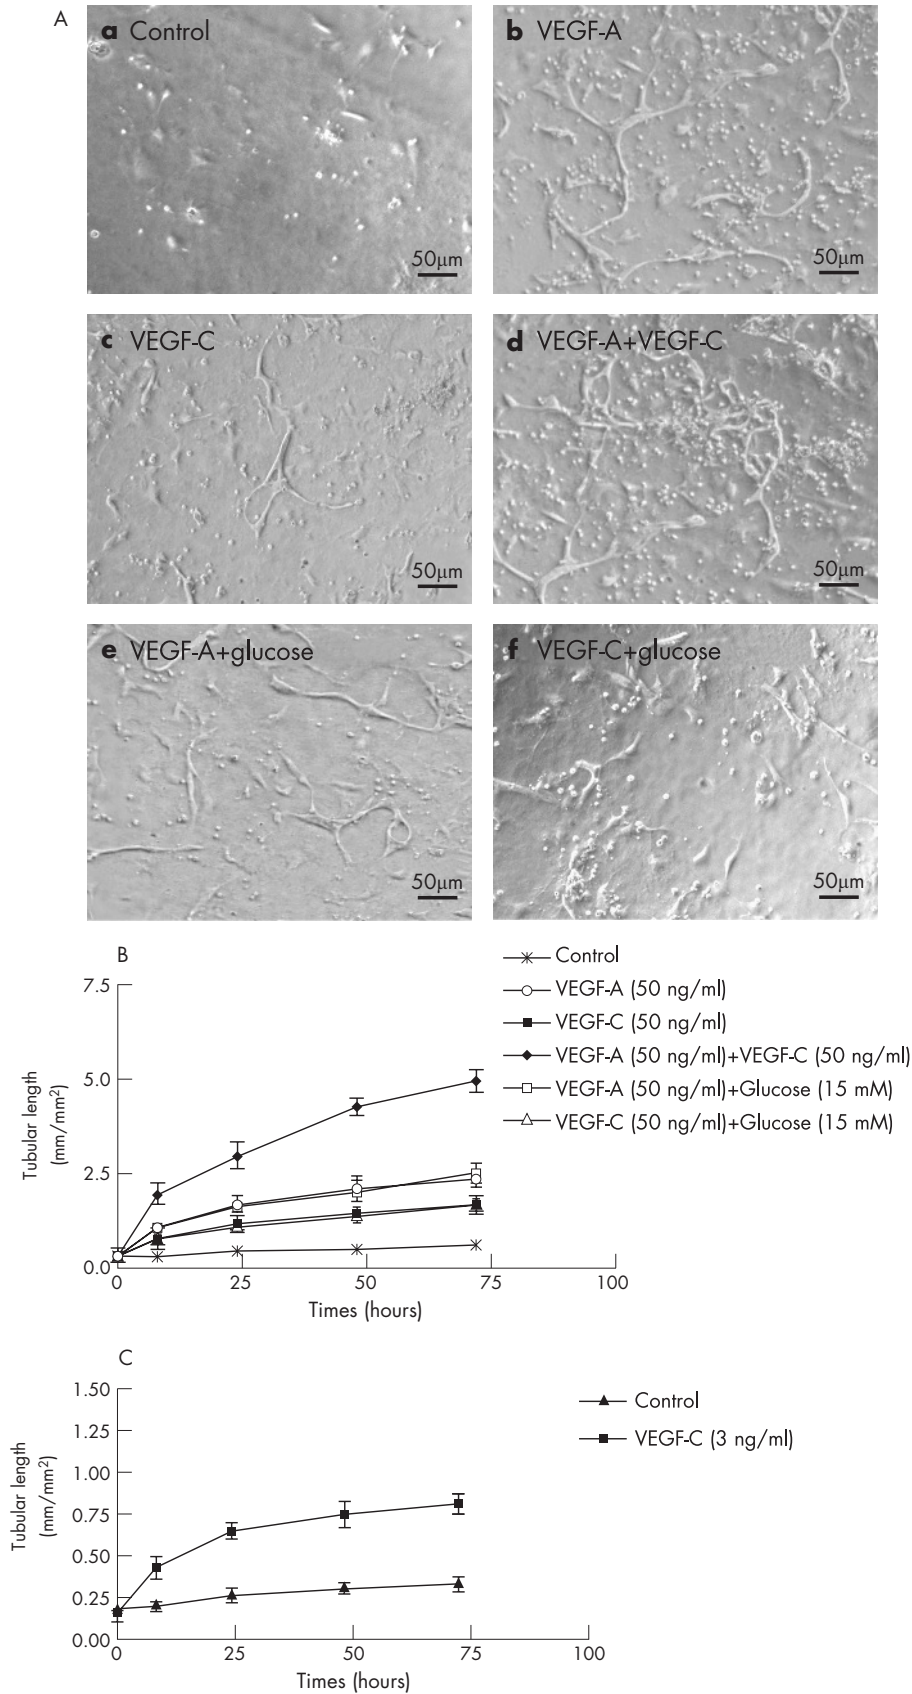 A
a Control
50μm
b VEGF-A
50μm
c VEGF-C
50μm
d VEGF-A+VEGF-C
50μm
e VEGF-A+glucose
50μm
f VEGF-C+glucose
50μm
B
Control
VEGF-A (50 ng/ml)
VEGF-C (50 ng/ml)
VEGF-A (50 ng/ml)+VEGF-C (50 ng/ml)
VEGF-A (50 ng/ml)+Glucose (15 mM)
VEGF-C (50 ng/ml)+Glucose (15 mM)
Tubular length
(mm/mm²)
7.5
5.0
2.5
0.0
0 25 50 75 100
Times (hours)
C
Control
VEGF-C (3 ng/ml)
Tubular length
(mm/mm²)
1.50
1.25
1.00
0.75
0.50
0.25
0.00
0 25 50 75 100
Times (hours)